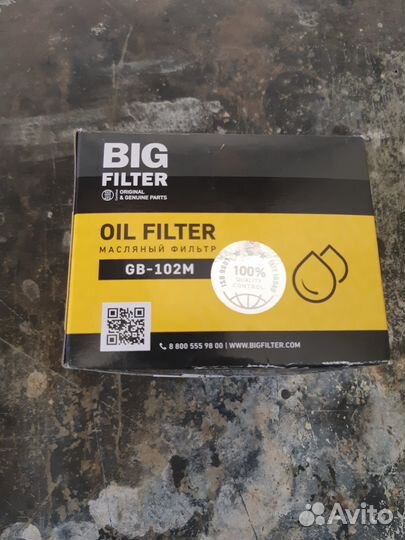 BIG
FILTER
ORIGINAL
& GENUINE PARTS
OIL FILTER
МАСЛЯНЫЙ ФИЛЬТР
GB-102M
100%
QUALITY
CONTROL
8 800 555 98 00 | WWW.BIGFILTER.COM
Avito